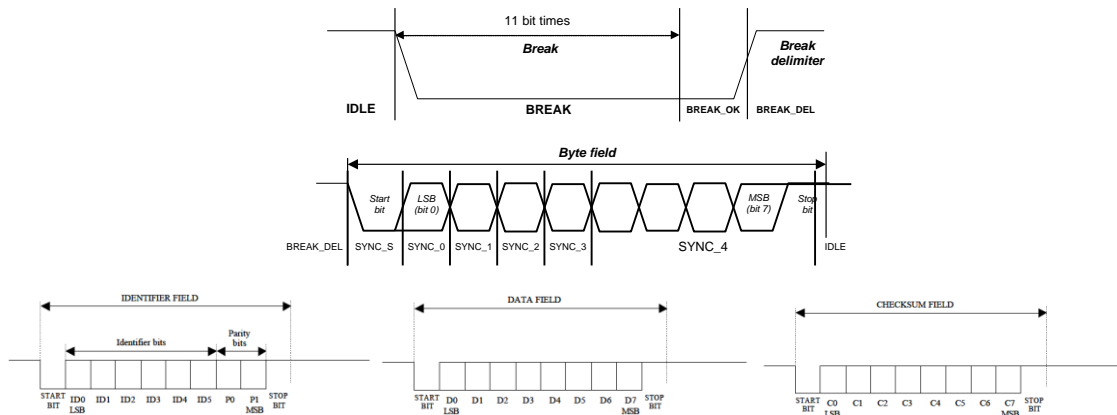 11 bit times
Break
Break
delimiter
IDLE
BREAK
BREAK_OK
BREAK_DEL
Byte field
Start
bit
LSB
(bit 0)
MSB
(bit 7)
Stop
bit
BREAK_DEL
SYNC_S
SYNC_0
SYNC_1
SYNC_2
SYNC_3
SYNC_4
IDLE
IDENTIFIER FIELD
Identifier bits
Parity
bits
START
BIT
ID0
LSB
ID1
ID2
ID3
ID4
ID5
P0
P1
MSB
STOP
BIT
DATA FIELD
START
BIT
D0
LSB
D1
D2
D3
D4
D5
D6
D7
MSB
STOP
BIT
CHECKSUM FIELD
START
BIT
C0
LSB
C1
C2
C3
C4
C5
C6
C7
MSB
STOP
BIT